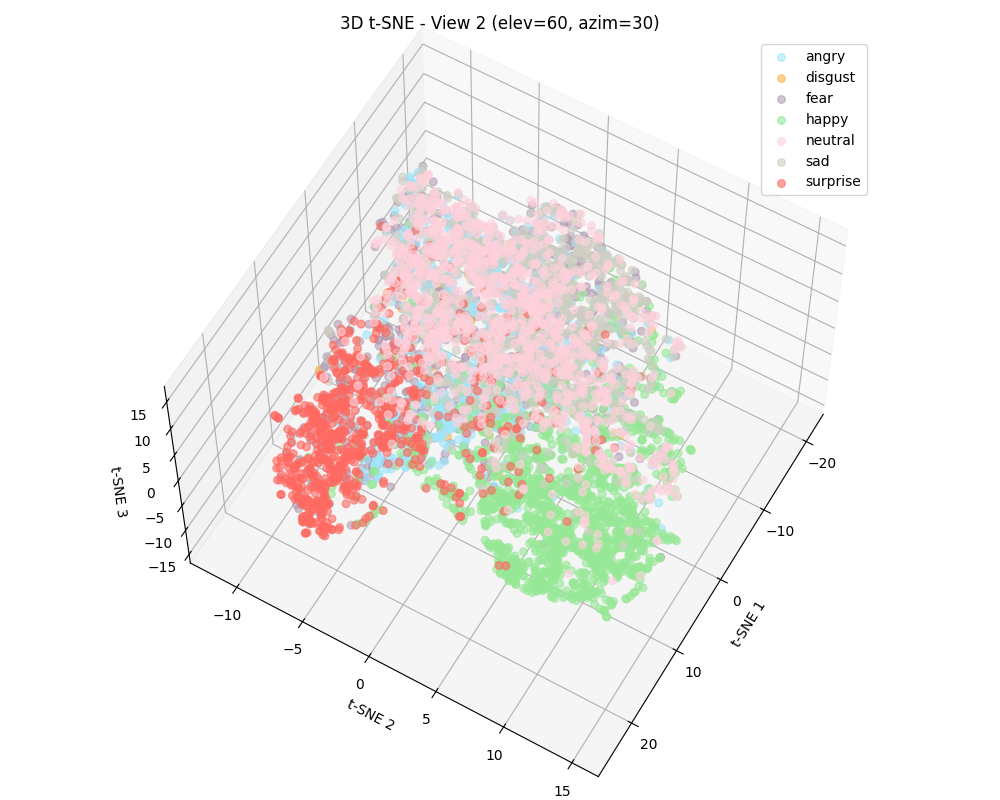 3D t-SNE - View 2 (elev=60, azim=30)
angry
disgust
fear
happy
neutral
sad
surprise
15
10
5
0
−5
−10
−15
t-SNE 3
−10
−5
0
5
10
15
t-SNE 2
−20
−10
0
10
20
t-SNE 1